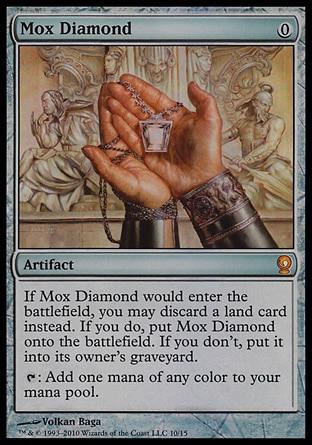 Mox Diamond 0
Artifact
If Mox Diamond would enter the
battlefield, you may discard a land card
instead. If you do, put Mox Diamond
onto the battlefield. If you don't, put it
into its owner's graveyard.
: Add one mana of any color to your
mana pool.
Volkan Baga
™ & © 1993–2010 Wizards of the Coast LLC 10/15